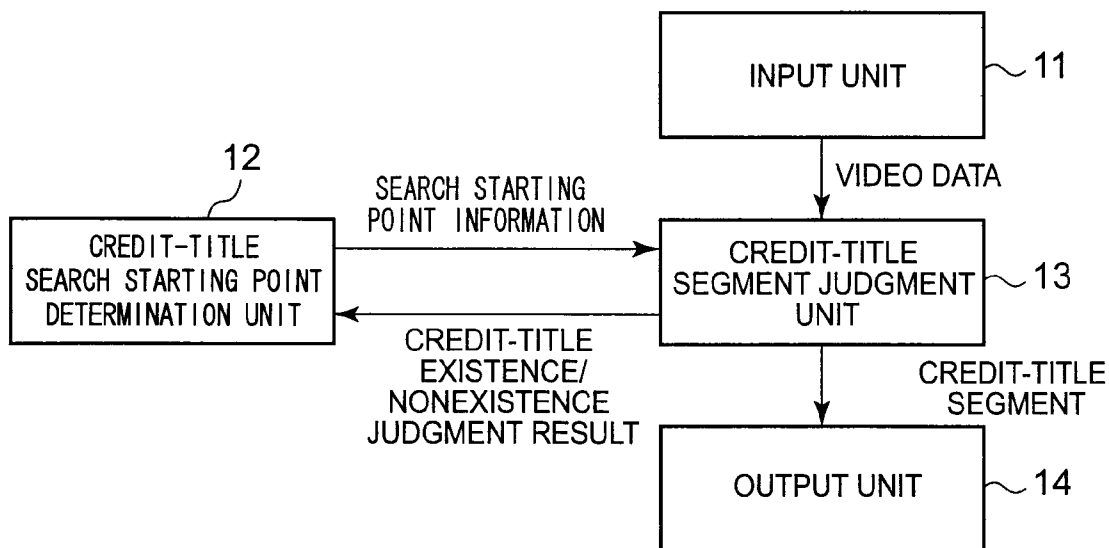 INPUT UNIT
11
VIDEO DATA
12
SEARCH STARTING
POINT INFORMATION
CREDIT-TITLE
SEARCH STARTING POINT
DETERMINATION UNIT
CREDIT-TITLE
SEGMENT JUDGMENT
UNIT
13
CREDIT-TITLE
EXISTENCE/
NONEXISTENCE
JUDGMENT RESULT
CREDIT-TITLE
SEGMENT
OUTPUT UNIT
14